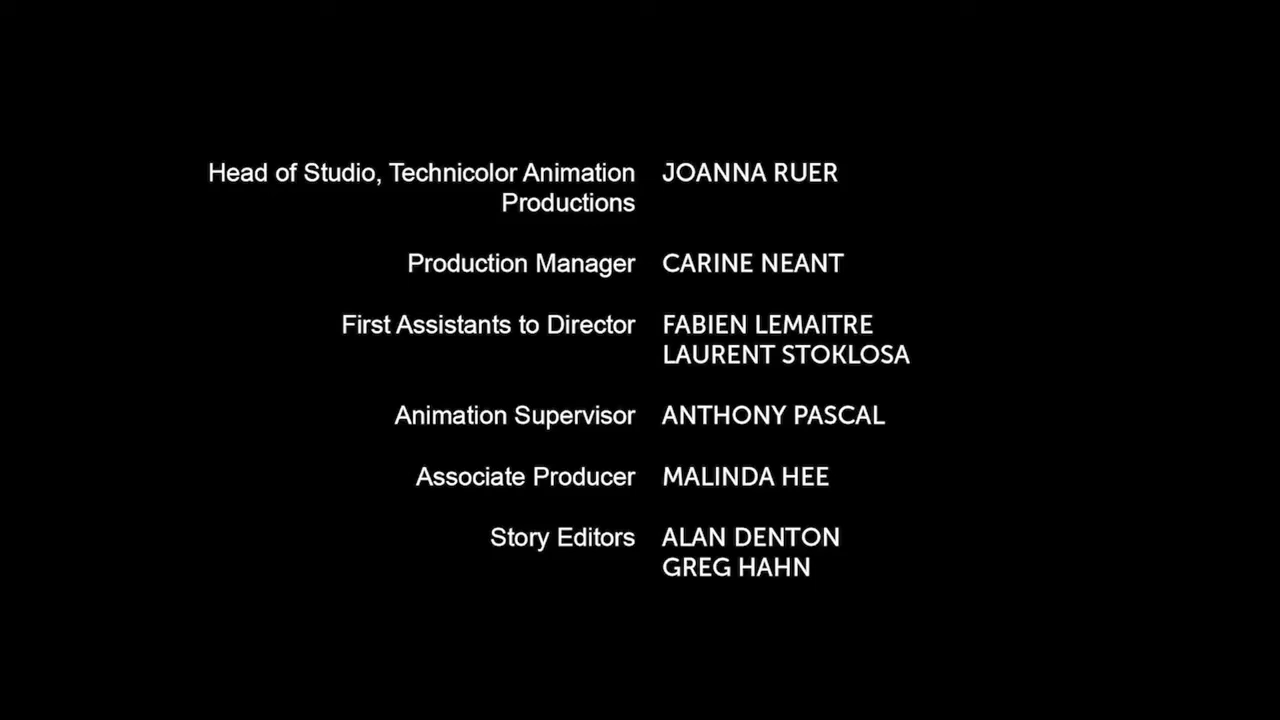 Head of Studio, Technicolor Animation JOANNA RUER
Productions
Production Manager CARINE NEANT
First Assistants to Director FABIEN LEMAITRE
LAURENT STOKLOSA
Animation Supervisor ANTHONY PASCAL
Associate Producer MALINDA HEE
Story Editors ALAN DENTON
GREG HAHN